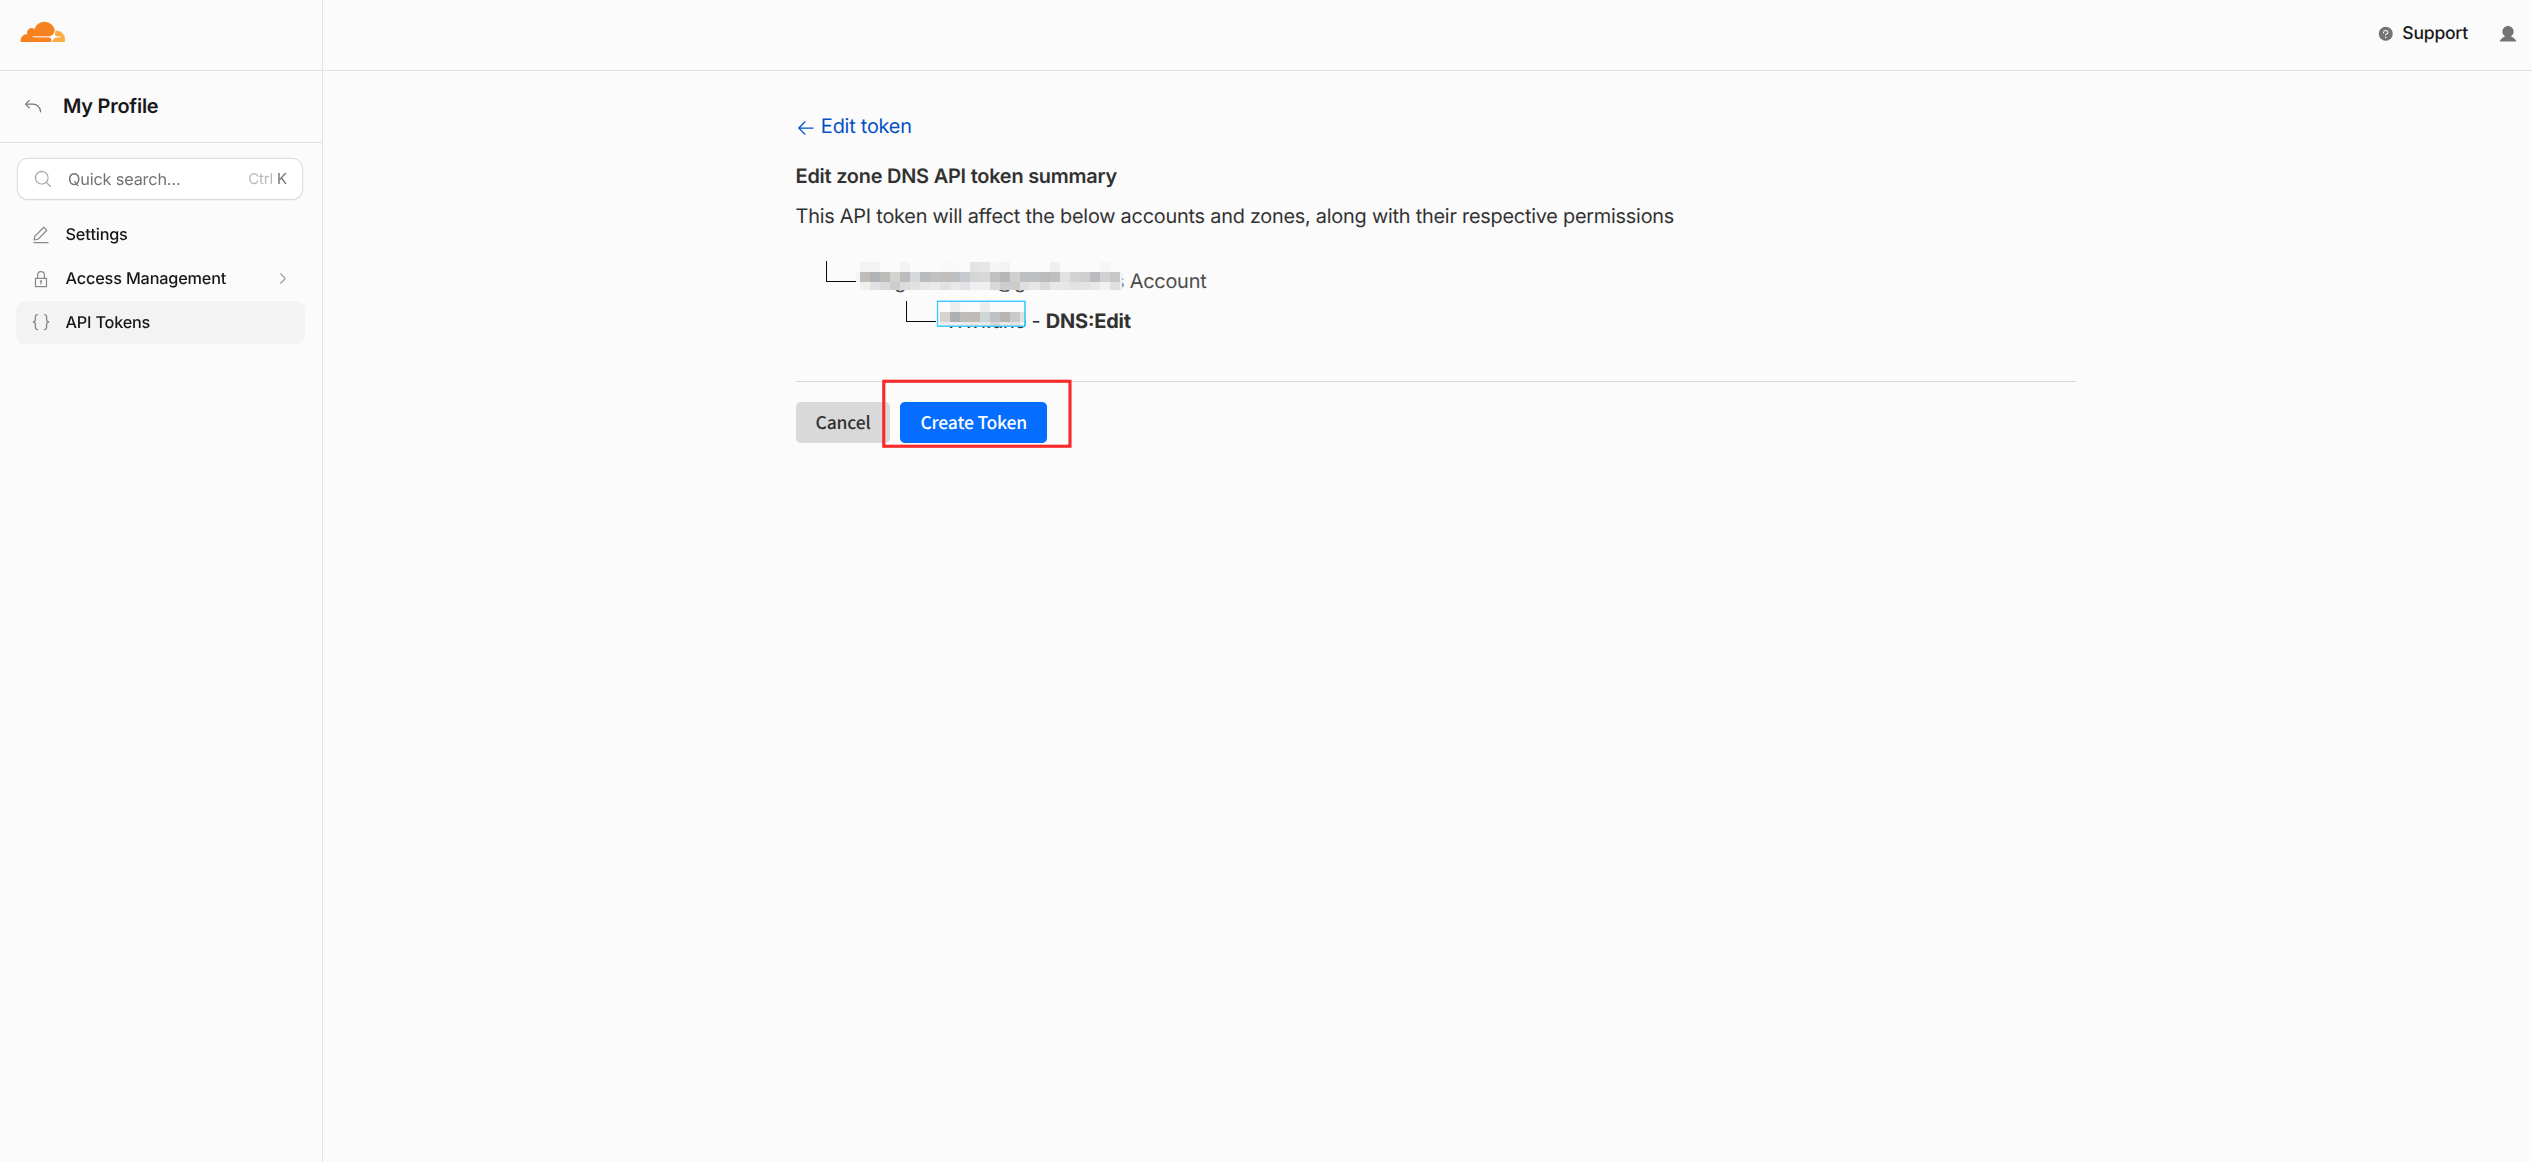 Support
My Profile
Quick search...
Ctrl K
Settings
Access Management
API Tokens
Edit token
Edit zone DNS API token summary
This API token will affect the below accounts and zones, along with their respective permissions
Account
- DNS:Edit
Cancel
Create Token